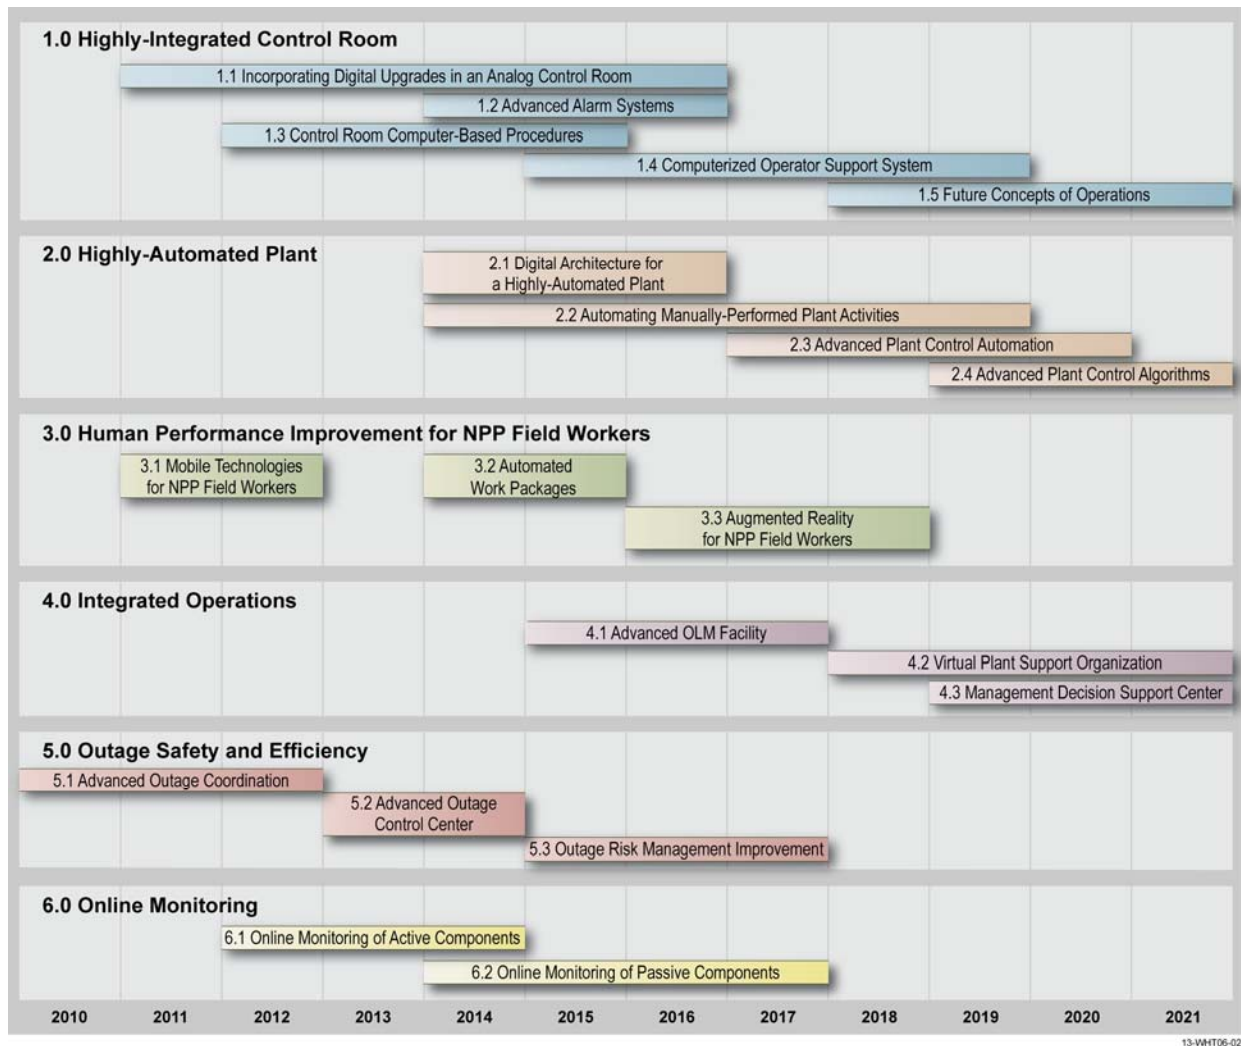 1.0 Highly-Integrated Control Room
1.1 Incorporating Digital Upgrades in an Analog Control Room
1.2 Advanced Alarm Systems
1.3 Control Room Computer-Based Procedures
1.4 Computerized Operator Support System
1.5 Future Concepts of Operations
2.0 Highly-Automated Plant
2.1 Digital Architecture for
a Highly-Automated Plant
2.2 Automating Manually-Performed Plant Activities
2.3 Advanced Plant Control Automation
2.4 Advanced Plant Control Algorithms
3.0 Human Performance Improvement for NPP Field Workers
3.1 Mobile Technologies
for NPP Field Workers
3.2 Automated
Work Packages
3.3 Augmented Reality
for NPP Field Workers
4.0 Integrated Operations
4.1 Advanced OLM Facility
4.2 Virtual Plant Support Organization
4.3 Management Decision Support Center
5.0 Outage Safety and Efficiency
5.1 Advanced Outage Coordination
5.2 Advanced Outage
Control Center
5.3 Outage Risk Management Improvement
6.0 Online Monitoring
6.1 Online Monitoring of Active Components
6.2 Online Monitoring of Passive Components
2010 2011 2012 2013 2014 2015 2016 2017 2018 2019 2020 2021
13-WHT06-02